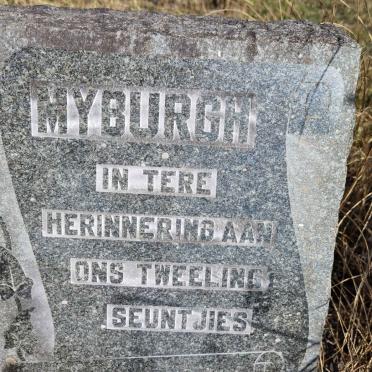 MYBURGH
IN TERE
HERINNERING AAN
ONS TWEELING
SEUNTJIES